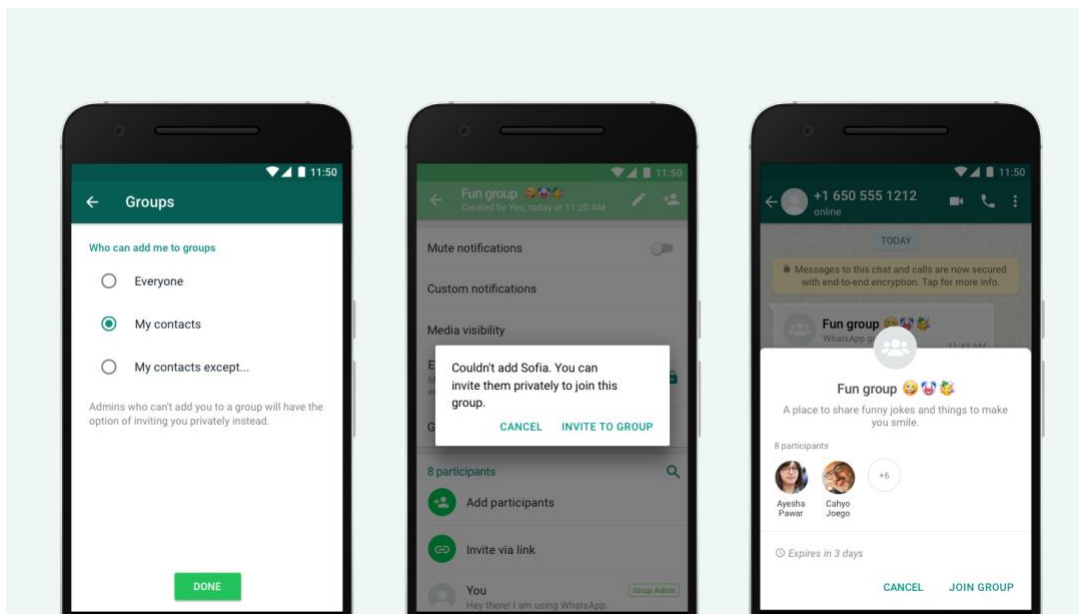 11:50
Groups
Who can add me to groups
Everyone
My contacts
My contacts except...
Admins who can't add you to a group will have the
option of inviting you privately instead.
DONE
11:50
Fun group 😜🤡🥳
Created by You, today at 11:20 AM
Mute notifications
Custom notifications
Media visibility
Couldn't add Sofia. You can
invite them privately to join this
group.
CANCEL INVITE TO GROUP
8 participants
Add participants
Invite via link
You
Group Admin
Hey there! I am using WhatsApp.
11:50
+1 650 555 1212
online
TODAY
Messages to this chat and calls are now secured
with end-to-end encryption. Tap for more info.
Fun group 😜🤡🥳
WhatsApp
11:43 AM
Fun group 😜🤡🥳
A place to share funny jokes and things to make
you smile.
8 participants
+6
Ayesha
Pawar
Cahyo
Joego
Expires in 3 days
CANCEL JOIN GROUP